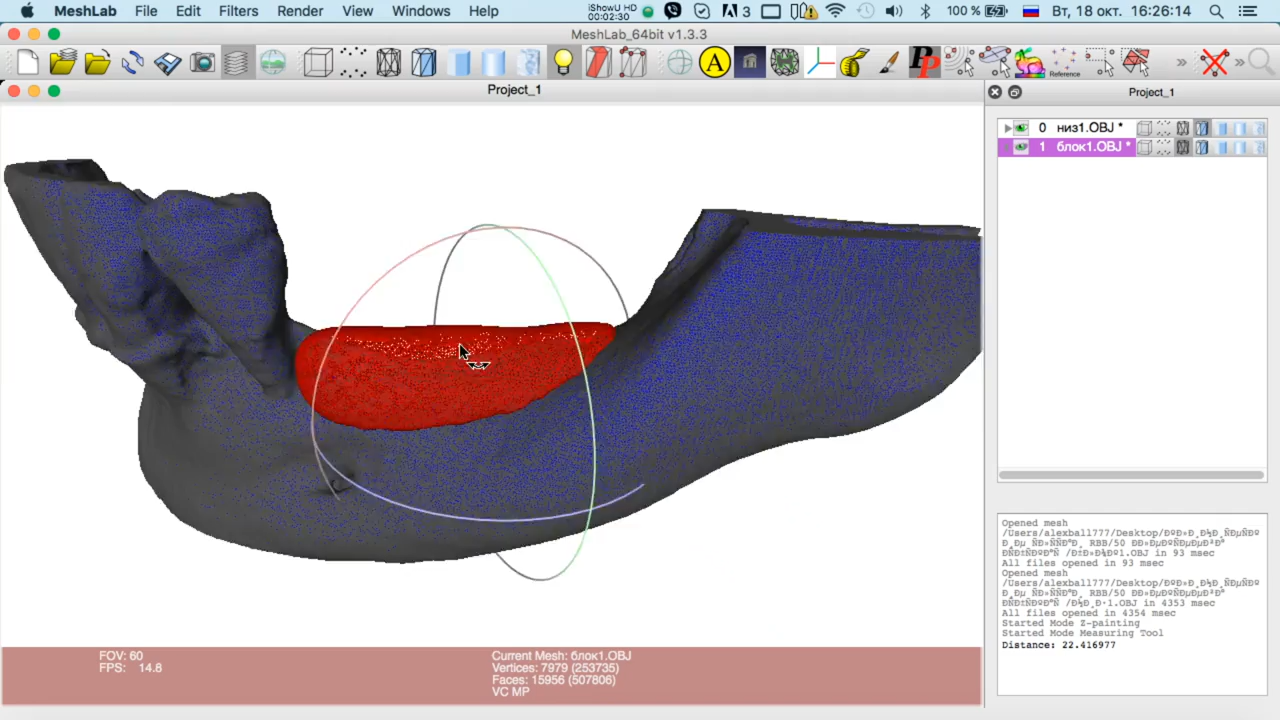 MeshLab File Edit Filters Render View Windows Help
iShowU HD
00:02:30
3
100 %
Вт, 18 окт. 16:26:14
MeshLab_64bit v1.3.3
A
Reference
Project_1
Project_1
0 низ1.OBJ *
1 блок1.OBJ *
Opened mesh
All files opened in 93 msec
Opened mesh
All files opened in 4354 msec
Started Mode Z-painting
Started Mode Measuring Tool
Distance: 22.416977
FOV: 60
FPS: 14.8
Current Mesh: блок1.OBJ
Vertices: 7979 (253735)
Faces: 15956 (507806)
VC MP